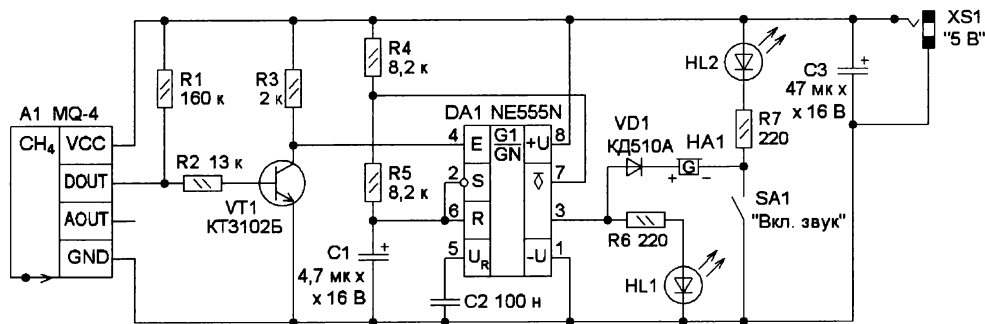 XS1
"5 В"
R4
8,2 к
HL2
C3
47 мк х
х 16 В
+
R1
160 к
R3
2 к
A1 MQ-4
DA1 NE555N
R7
220
CH₄
VCC
4
E
G1
GN
+U
8
VD1
КД510А
HA1
G
+
−
R2 13 к
DOUT
R5
8,2 к
2
S
7
VT1
КТ3102Б
AOUT
6
R
3
R6 220
SA1
"Вкл. звук"
GND
C1
+
4,7 мк х
х 16 В
5
U_R
-U
1
HL1
C2 100 н